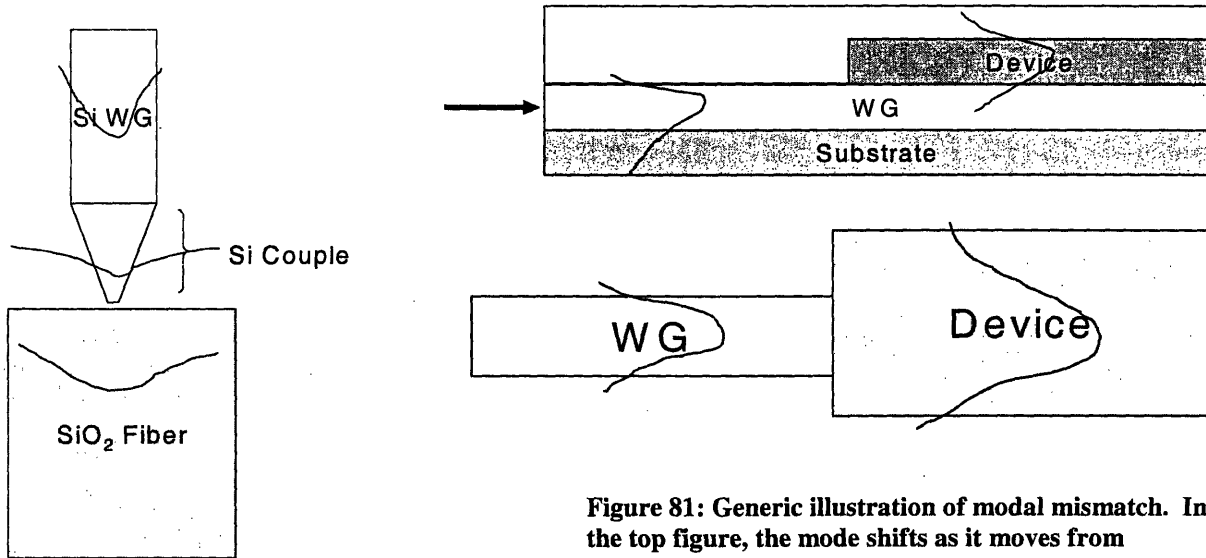 Si WG
Si Couple
SiO₂ Fiber
Device
WG
Substrate
WG
Device
Figure 81: Generic illustration of modal mismatch. In
the top figure, the mode shifts as it moves from